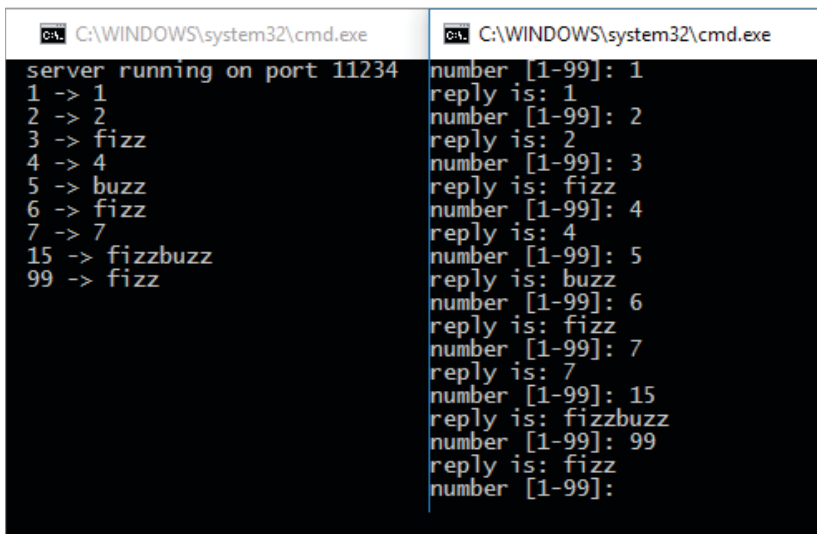 C:\WINDOWS\system32\cmd.exe
server running on port 11234
1 -> 1
2 -> 2
3 -> fizz
4 -> 4
5 -> buzz
6 -> fizz
7 -> 7
15 -> fizzbuzz
99 -> fizz
C:\WINDOWS\system32\cmd.exe
number [1-99]: 1
reply is: 1
number [1-99]: 2
reply is: 2
number [1-99]: 3
reply is: fizz
number [1-99]: 4
reply is: 4
number [1-99]: 5
reply is: buzz
number [1-99]: 6
reply is: fizz
number [1-99]: 7
reply is: 7
number [1-99]: 15
reply is: fizzbuzz
number [1-99]: 99
reply is: fizz
number [1-99]: